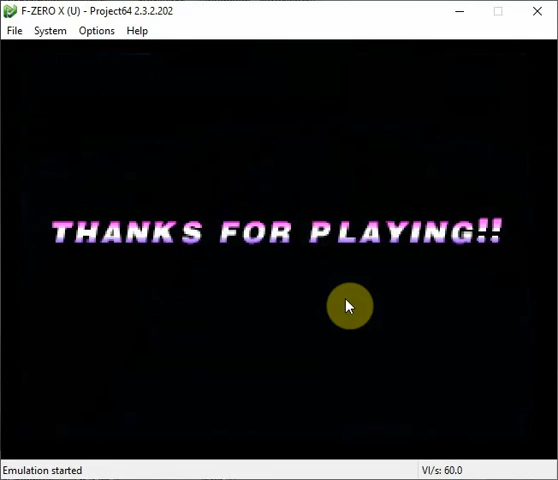 F-ZERO X (U) - Project64 2.3.2.202
File System Options Help
THANKS FOR PLAYING!!
Emulation started VI/s: 60.0